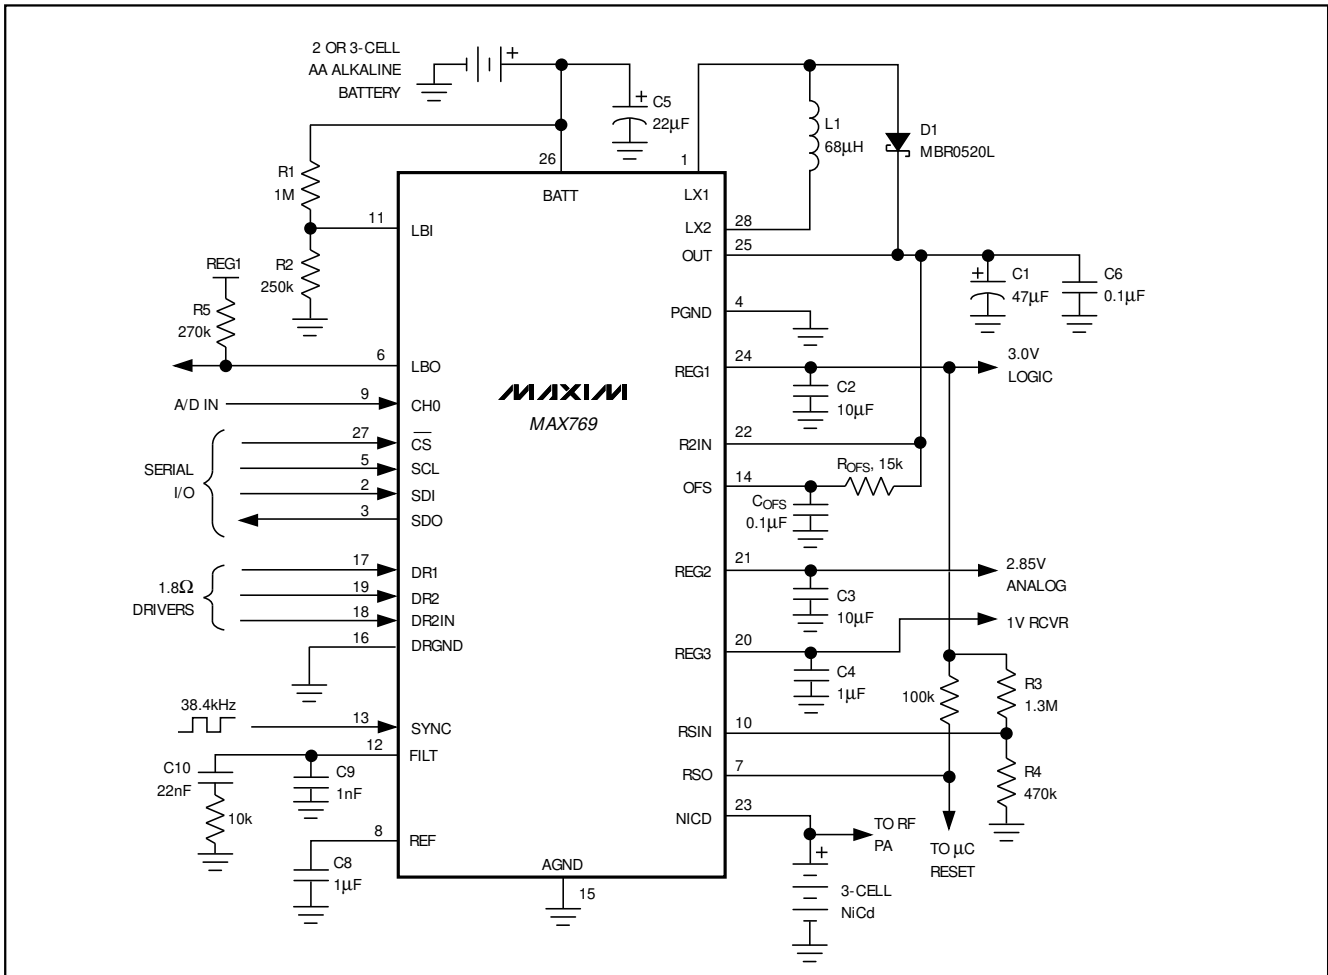 2 OR 3-CELL
AA ALKALINE
BATTERY
+
+
C5
22µF
L1
68µH
D1
MBR0520L
26
1
R1
1M
BATT
LX1
11
LBI
LX2
28
OUT
25
REG1
R2
250k
R5
270k
+
C1
47µF
C6
0.1µF
PGND
4
6
LBO
REG1
24
3.0V
LOGIC
C2
10µF
A/D IN
9
CH0
MAXIM
MAX769
27
CS
R2IN
22
SERIAL
I/O
5
SCL
2
SDI
3
SDO
OFS
14
ROFS, 15k
COFS
0.1µF
1.8Ω
DRIVERS
17
DR1
19
DR2
18
DR2IN
16
DRGND
REG2
21
2.85V
ANALOG
C3
10µF
1V RCVR
REG3
20
C4
1µF
100k
R3
1.3M
38.4kHz
13
SYNC
RSIN
10
12
FILT
C10
22nF
C9
1nF
10k
RSO
7
R4
470k
8
REF
NICD
23
TO RF
PA
TO µC
RESET
C8
1µF
AGND
15
+
3-CELL
NiCd